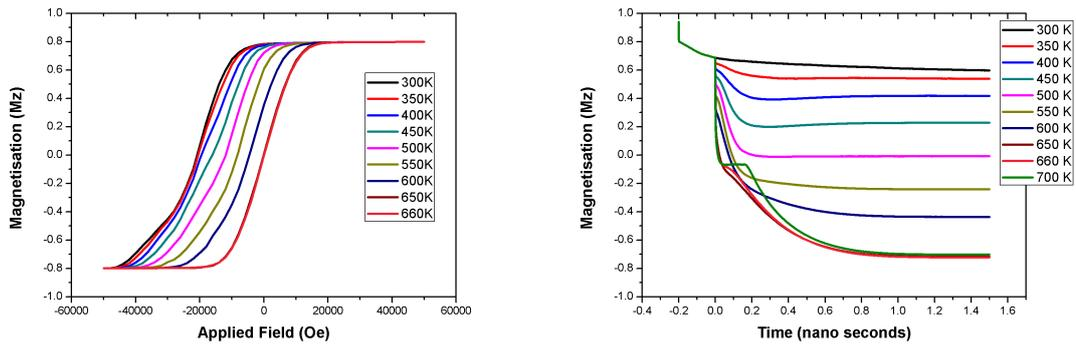 1.0
0.8
0.6
0.4
0.2
0.0
-0.2
-0.4
-0.6
-0.8
-1.0
Magnetisation (Mz)
-60000 -40000 -20000 0 20000 40000 60000
Applied Field (Oe)
300K
350K
400K
450K
500K
550K
600K
650K
660K
1.0
0.8
0.6
0.4
0.2
0.0
-0.2
-0.4
-0.6
-0.8
-1.0
Magnetisation (Mz)
-0.4 -0.2 0.0 0.2 0.4 0.6 0.8 1.0 1.2 1.4 1.6
Time (nano seconds)
300 K
350 K
400 K
450 K
500 K
550 K
600 K
650 K
660 K
700 K